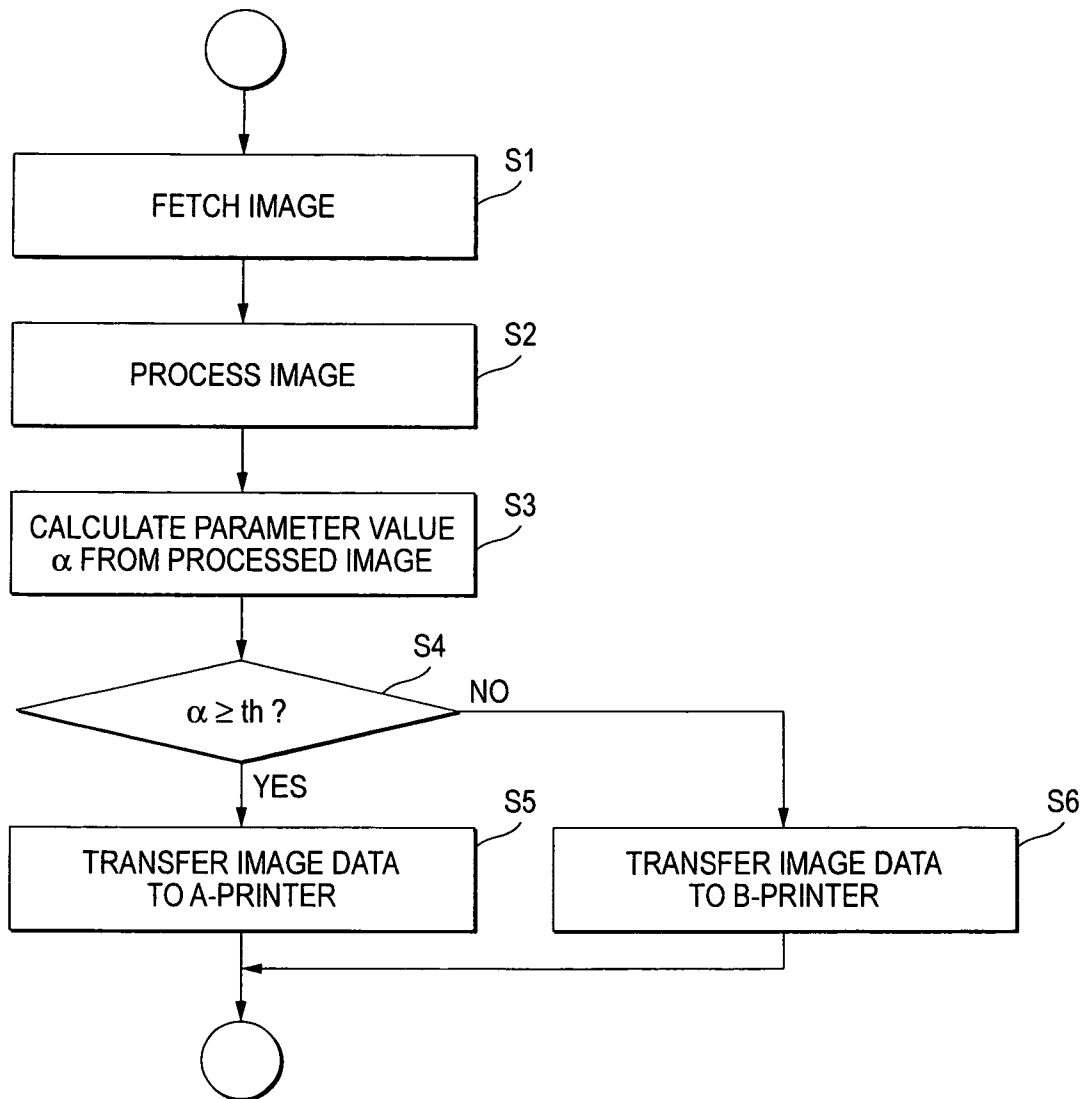 S1
FETCH IMAGE
S2
PROCESS IMAGE
S3
CALCULATE PARAMETER VALUE
α FROM PROCESSED IMAGE
S4
α ≥ th ?
NO
YES
S5
TRANSFER IMAGE DATA
TO A-PRINTER
S6
TRANSFER IMAGE DATA
TO B-PRINTER